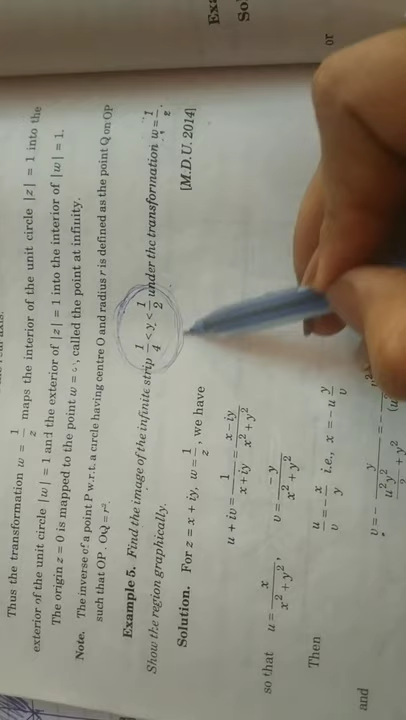 Thus the transformation w = 1/z maps the interior of the unit circle |z| = 1 into the
exterior of the unit circle |w| = 1 and the exterior of |z| = 1 into the interior of |w| = 1.
The origin z = 0 is mapped to the point w = ∞, called the point at infinity.
Note. The inverse of a point P w.r.t. a circle having centre O and radius r is defined as the point Q on OP
such that OP . OQ = r².
Example 5. Find the image of the infinite strip 1/4 < y < 1/2 under the transformation w = 1/z.
Show the region graphically. [M.D.U. 2014]
Solution. For z = x + iy, w = 1/z, we have
u + iv = 1/(x + iy) = (x - iy)/(x² + y²)
so that u = x/(x² + y²), v = -y/(x² + y²)
Then u/v = - x/y i.e., x = -u y/v
and v = - y/
Exa
So
or